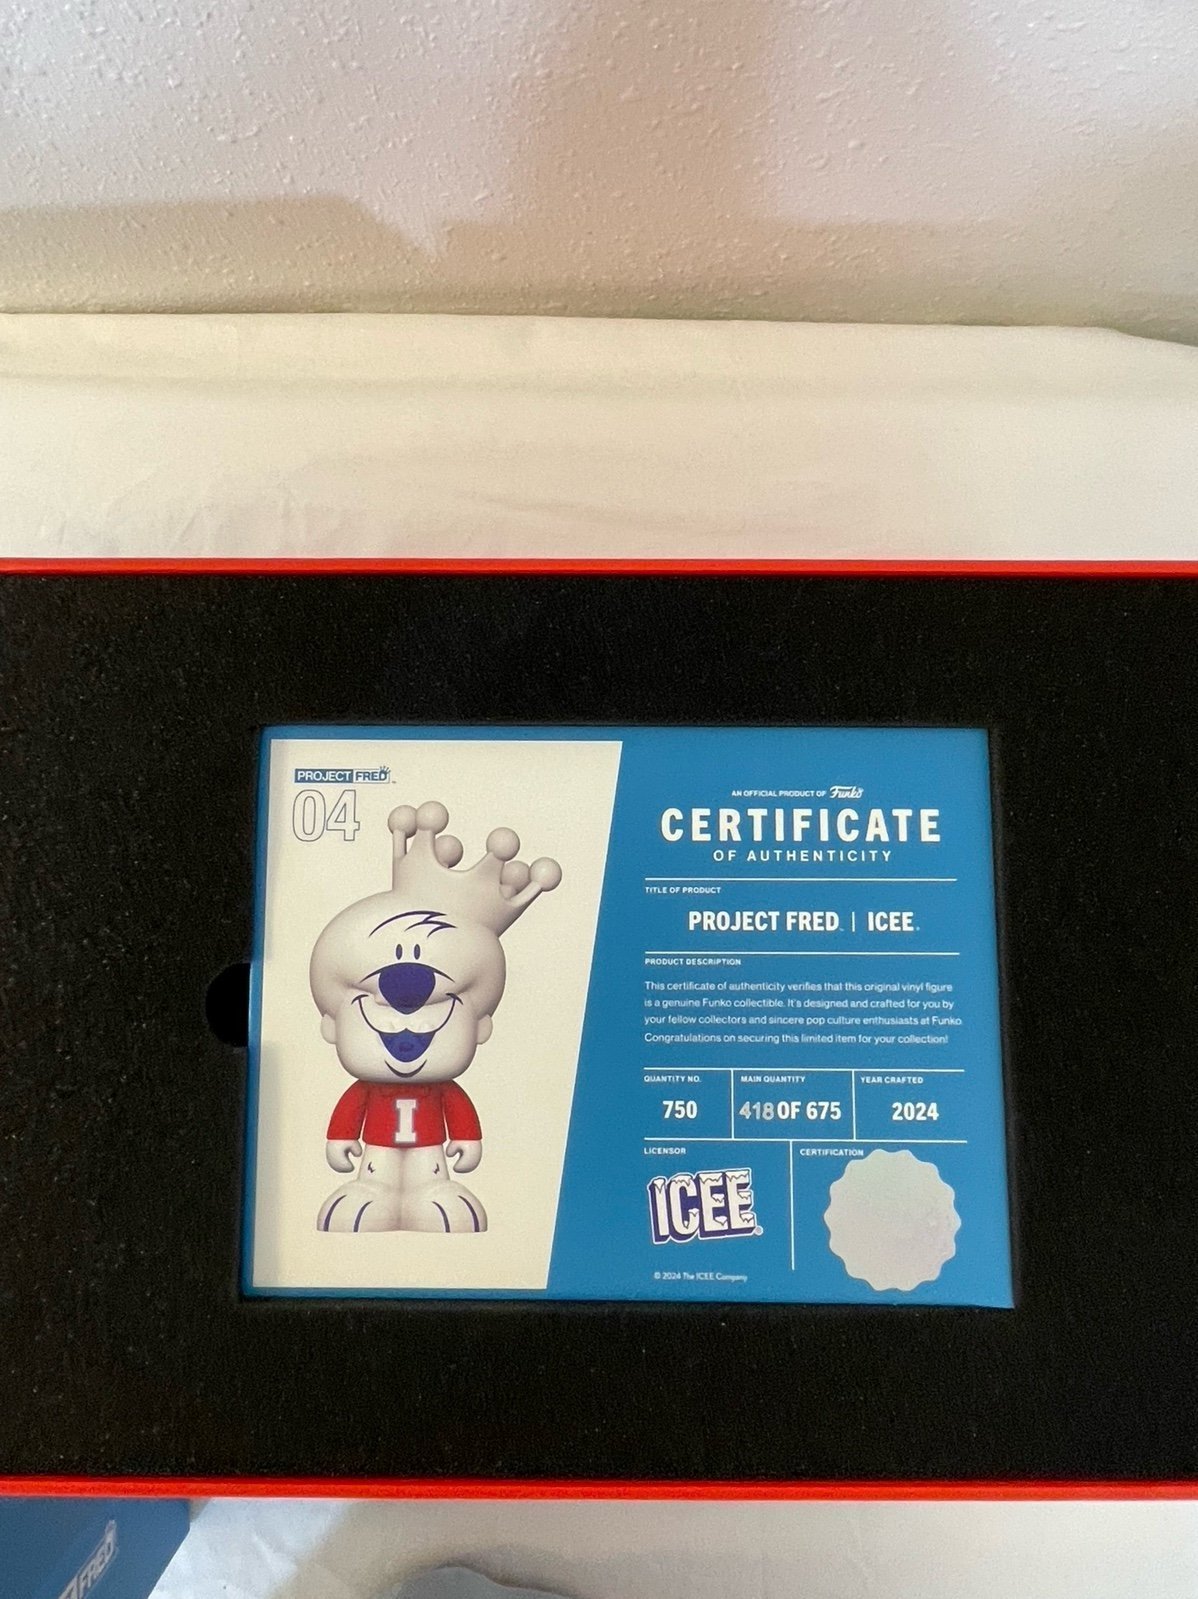 PROJECT FRED™
04
AN OFFICIAL PRODUCT OF Funko
CERTIFICATE
OF AUTHENTICITY
TITLE OF PRODUCT
PROJECT FRED™ | ICEE®
PRODUCT DESCRIPTION
This certificate of authenticity verifies that this original vinyl figure
is a genuine Funko collectible. It's designed and crafted for you by
your fellow collectors and sincere pop culture enthusiasts at Funko.
Congratulations on securing this limited item for your collection!
QUANTITY NO.
750
MAIN QUANTITY
418 OF 675
YEAR CRAFTED
2024
I
LICENSOR
ICEE®
CERTIFICATION
© 2024 The ICEE Company
FRED